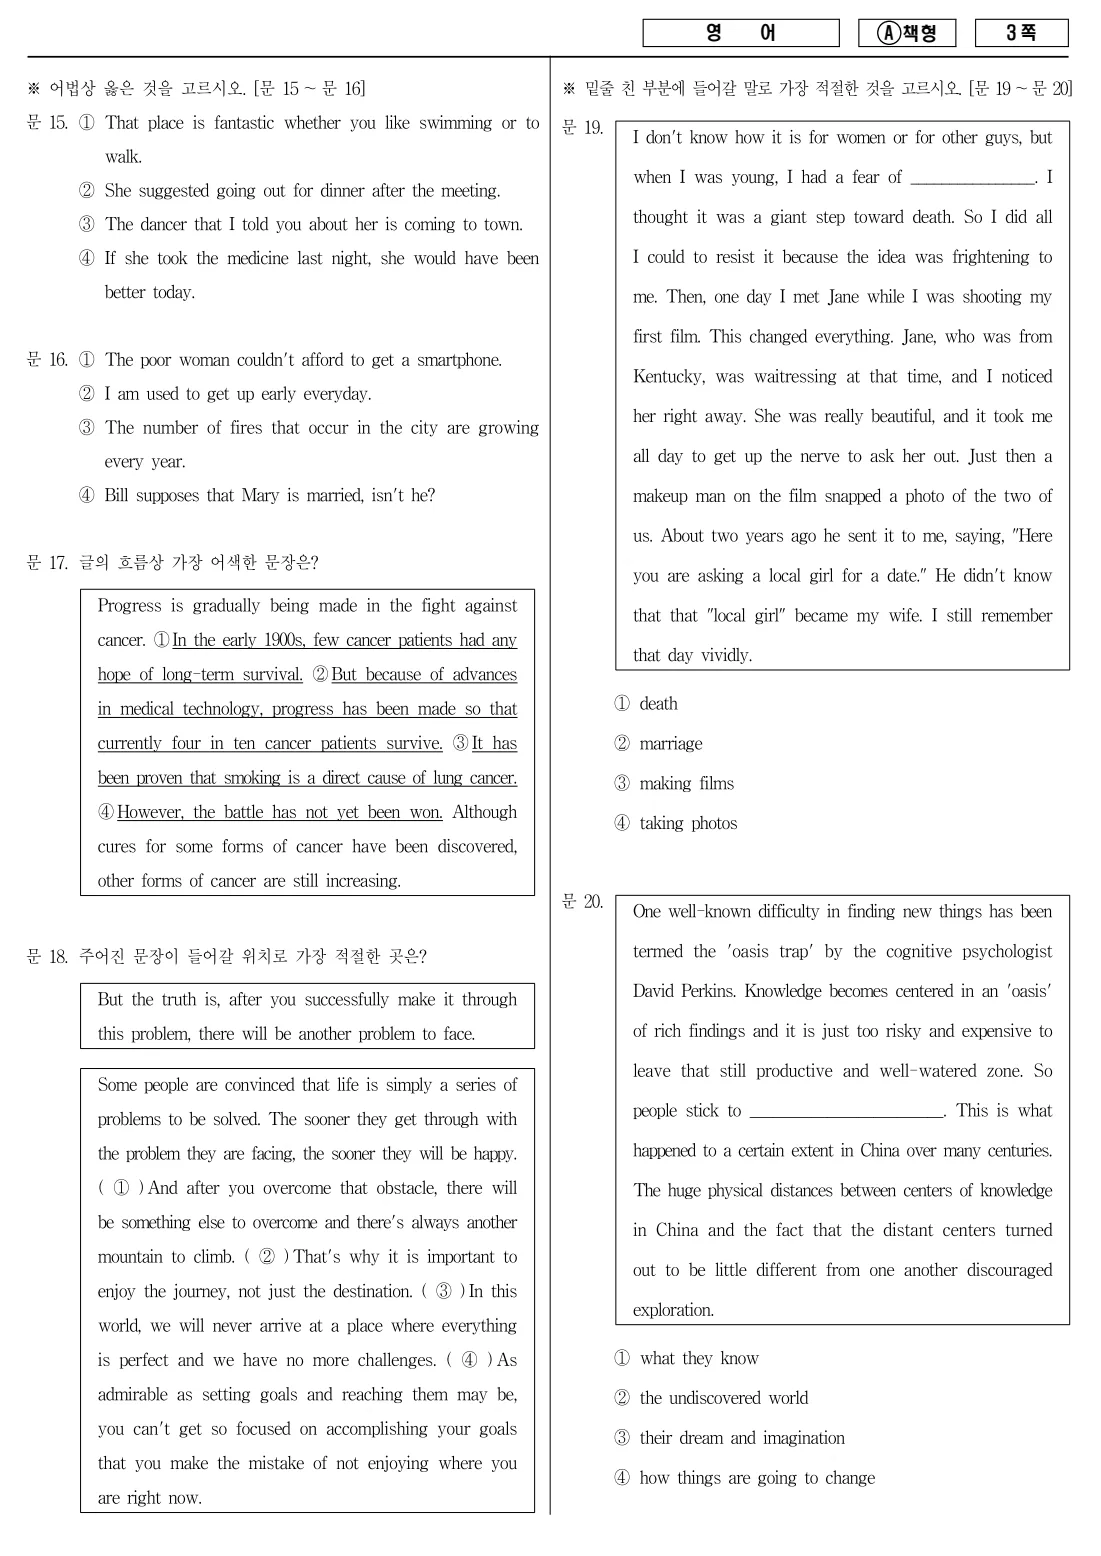 영 어
Ⓐ책형
3쪽
※ 어법상 옳은 것을 고르시오. [문 15 ~ 문 16]
문 15. ① That place is fantastic whether you like swimming or to
walk.
② She suggested going out for dinner after the meeting.
③ The dancer that I told you about her is coming to town.
④ If she took the medicine last night, she would have been
better today.
문 16. ① The poor woman couldn't afford to get a smartphone.
② I am used to get up early everyday.
③ The number of fires that occur in the city are growing
every year.
④ Bill supposes that Mary is married, isn't he?
문 17. 글의 흐름상 가장 어색한 문장은?
Progress is gradually being made in the fight against
cancer. ①In the early 1900s, few cancer patients had any
hope of long-term survival. ②But because of advances
in medical technology, progress has been made so that
currently four in ten cancer patients survive. ③It has
been proven that smoking is a direct cause of lung cancer.
④However, the battle has not yet been won. Although
cures for some forms of cancer have been discovered,
other forms of cancer are still increasing.
문 18. 주어진 문장이 들어갈 위치로 가장 적절한 곳은?
But the truth is, after you successfully make it through
this problem, there will be another problem to face.
Some people are convinced that life is simply a series of
problems to be solved. The sooner they get through with
the problem they are facing, the sooner they will be happy.
( ① )And after you overcome that obstacle, there will
be something else to overcome and there's always another
mountain to climb. ( ② )That's why it is important to
enjoy the journey, not just the destination. ( ③ )In this
world, we will never arrive at a place where everything
is perfect and we have no more challenges. ( ④ )As
admirable as setting goals and reaching them may be,
you can't get so focused on accomplishing your goals
that you make the mistake of not enjoying where you
are right now.
※ 밑줄 친 부분에 들어갈 말로 가장 적절한 것을 고르시오. [문 19 ~ 문 20]
문 19.
I don't know how it is for women or for other guys, but
when I was young, I had a fear of ______________. I
thought it was a giant step toward death. So I did all
I could to resist it because the idea was frightening to
me. Then, one day I met Jane while I was shooting my
first film. This changed everything. Jane, who was from
Kentucky, was waitressing at that time, and I noticed
her right away. She was really beautiful, and it took me
all day to get up the nerve to ask her out. Just then a
makeup man on the film snapped a photo of the two of
us. About two years ago he sent it to me, saying, "Here
you are asking a local girl for a date." He didn't know
that that "local girl" became my wife. I still remember
that day vividly.
① death
② marriage
③ making films
④ taking photos
문 20.
One well-known difficulty in finding new things has been
termed the 'oasis trap' by the cognitive psychologist
David Perkins. Knowledge becomes centered in an 'oasis'
of rich findings and it is just too risky and expensive to
leave that still productive and well-watered zone. So
people stick to ______________________. This is what
happened to a certain extent in China over many centuries.
The huge physical distances between centers of knowledge
in China and the fact that the distant centers turned
out to be little different from one another discouraged
exploration.
① what they know
② the undiscovered world
③ their dream and imagination
④ how things are going to change